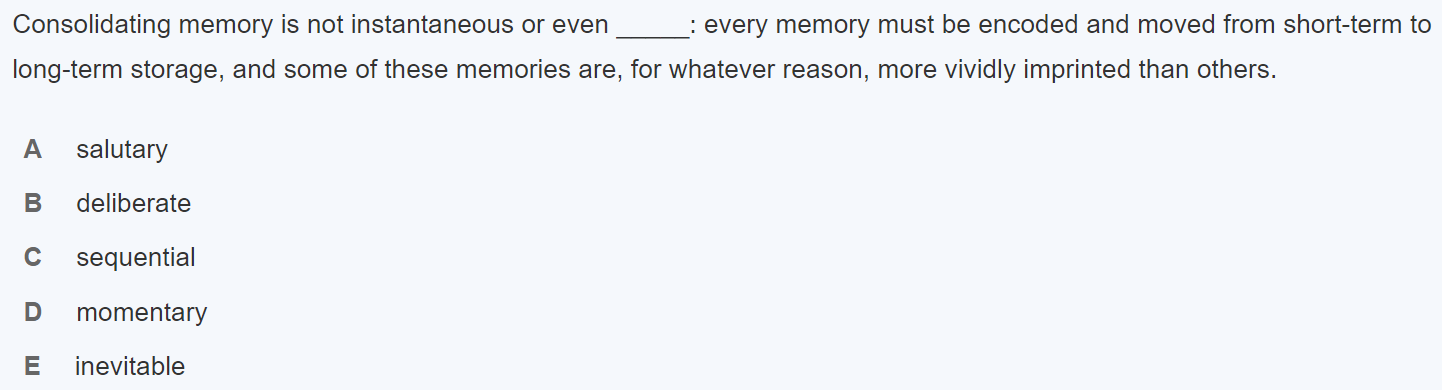 Consolidating memory is not instantaneous or even _____: every memory must be encoded and moved from short-term to
long-term storage, and some of these memories are, for whatever reason, more vividly imprinted than others.
A salutary
B deliberate
C sequential
D momentary
E inevitable